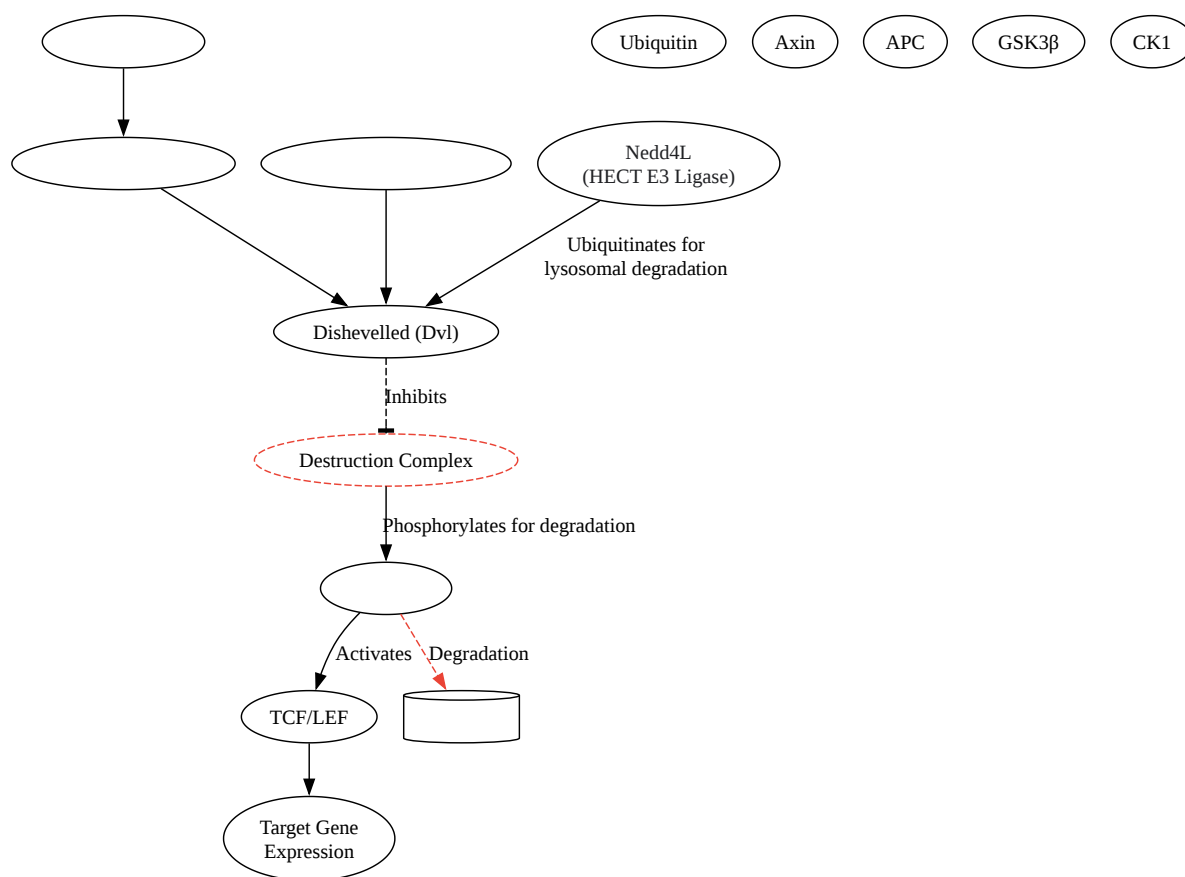 Ubiquitin
Axin
APC
GSK3β
CK1
Nedd4L
(HECT E3 Ligase)
Ubiquitinates for
lysosomal degradation
Dishevelled (Dvl)
Inhibits
Destruction Complex
Phosphorylates for degradation
Activates
Degradation
TCF/LEF
Target Gene
Expression